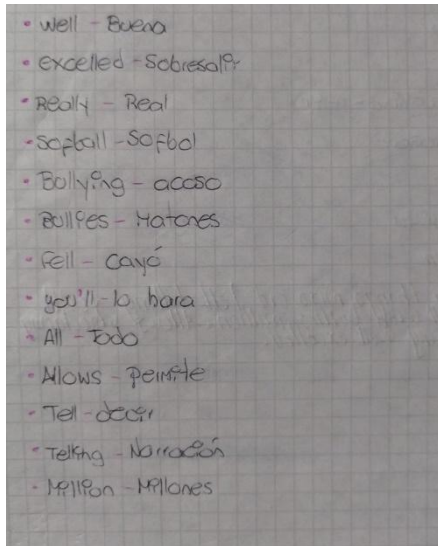 • Well - Buena
• excelled - Sobresalir
• Really - Real
• Softball - Sofbol
• Bollying - acoso
• Bullies - Matones
• Fell - cayó
• you'll - lo hara
• All - Todo
• Allows - permite
• Tell - decir
• Telling - Narración
• Million - Millones